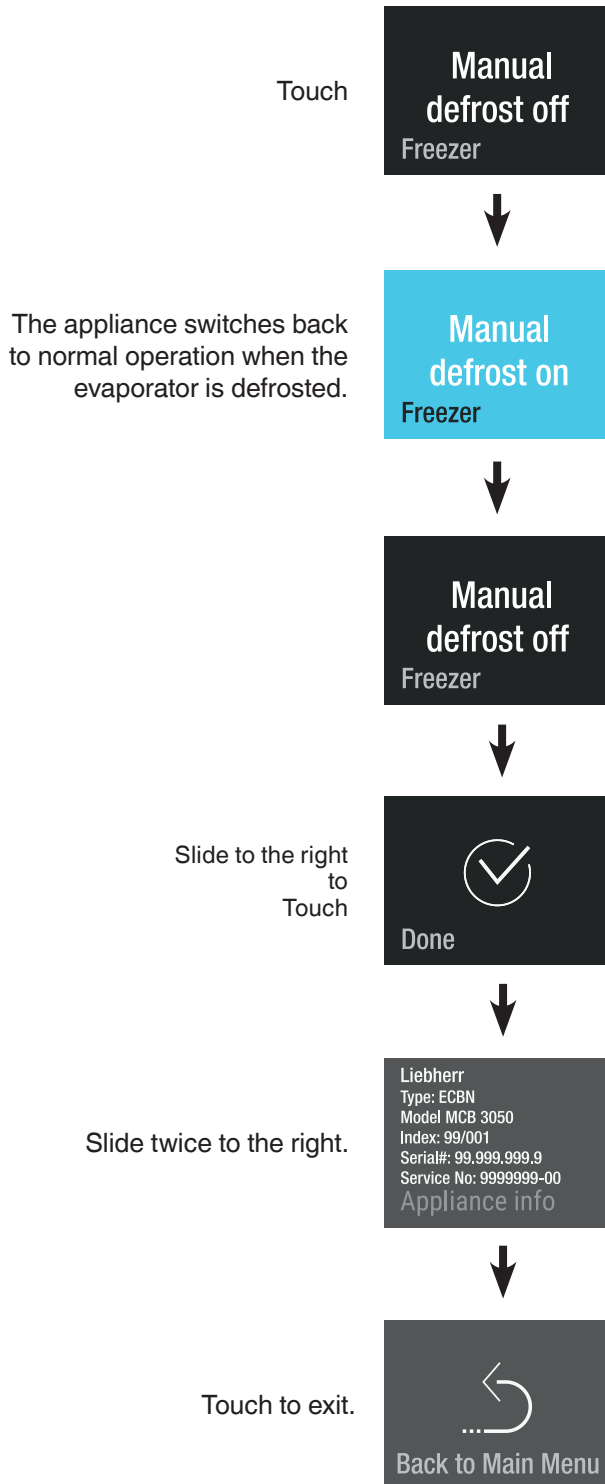 Touch
Manual
defrost off
Freezer
The appliance switches back
to normal operation when the
evaporator is defrosted.
Manual
defrost on
Freezer
Manual
defrost off
Freezer
Slide to the right
to
Touch
Done
Slide twice to the right.
Liebherr
Type: ECBN
Model MCB 3050
Index: 99/001
Serial#: 99.999.999.9
Service No: 9999999-00
Appliance info
Touch to exit.
Back to Main Menu